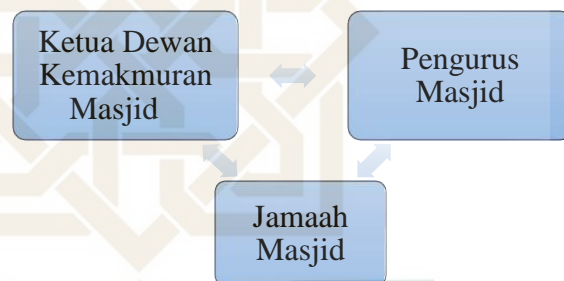 Ketua Dewan
Kemakmuran
Masjid
Pengurus
Masjid
Jamaah
Masjid